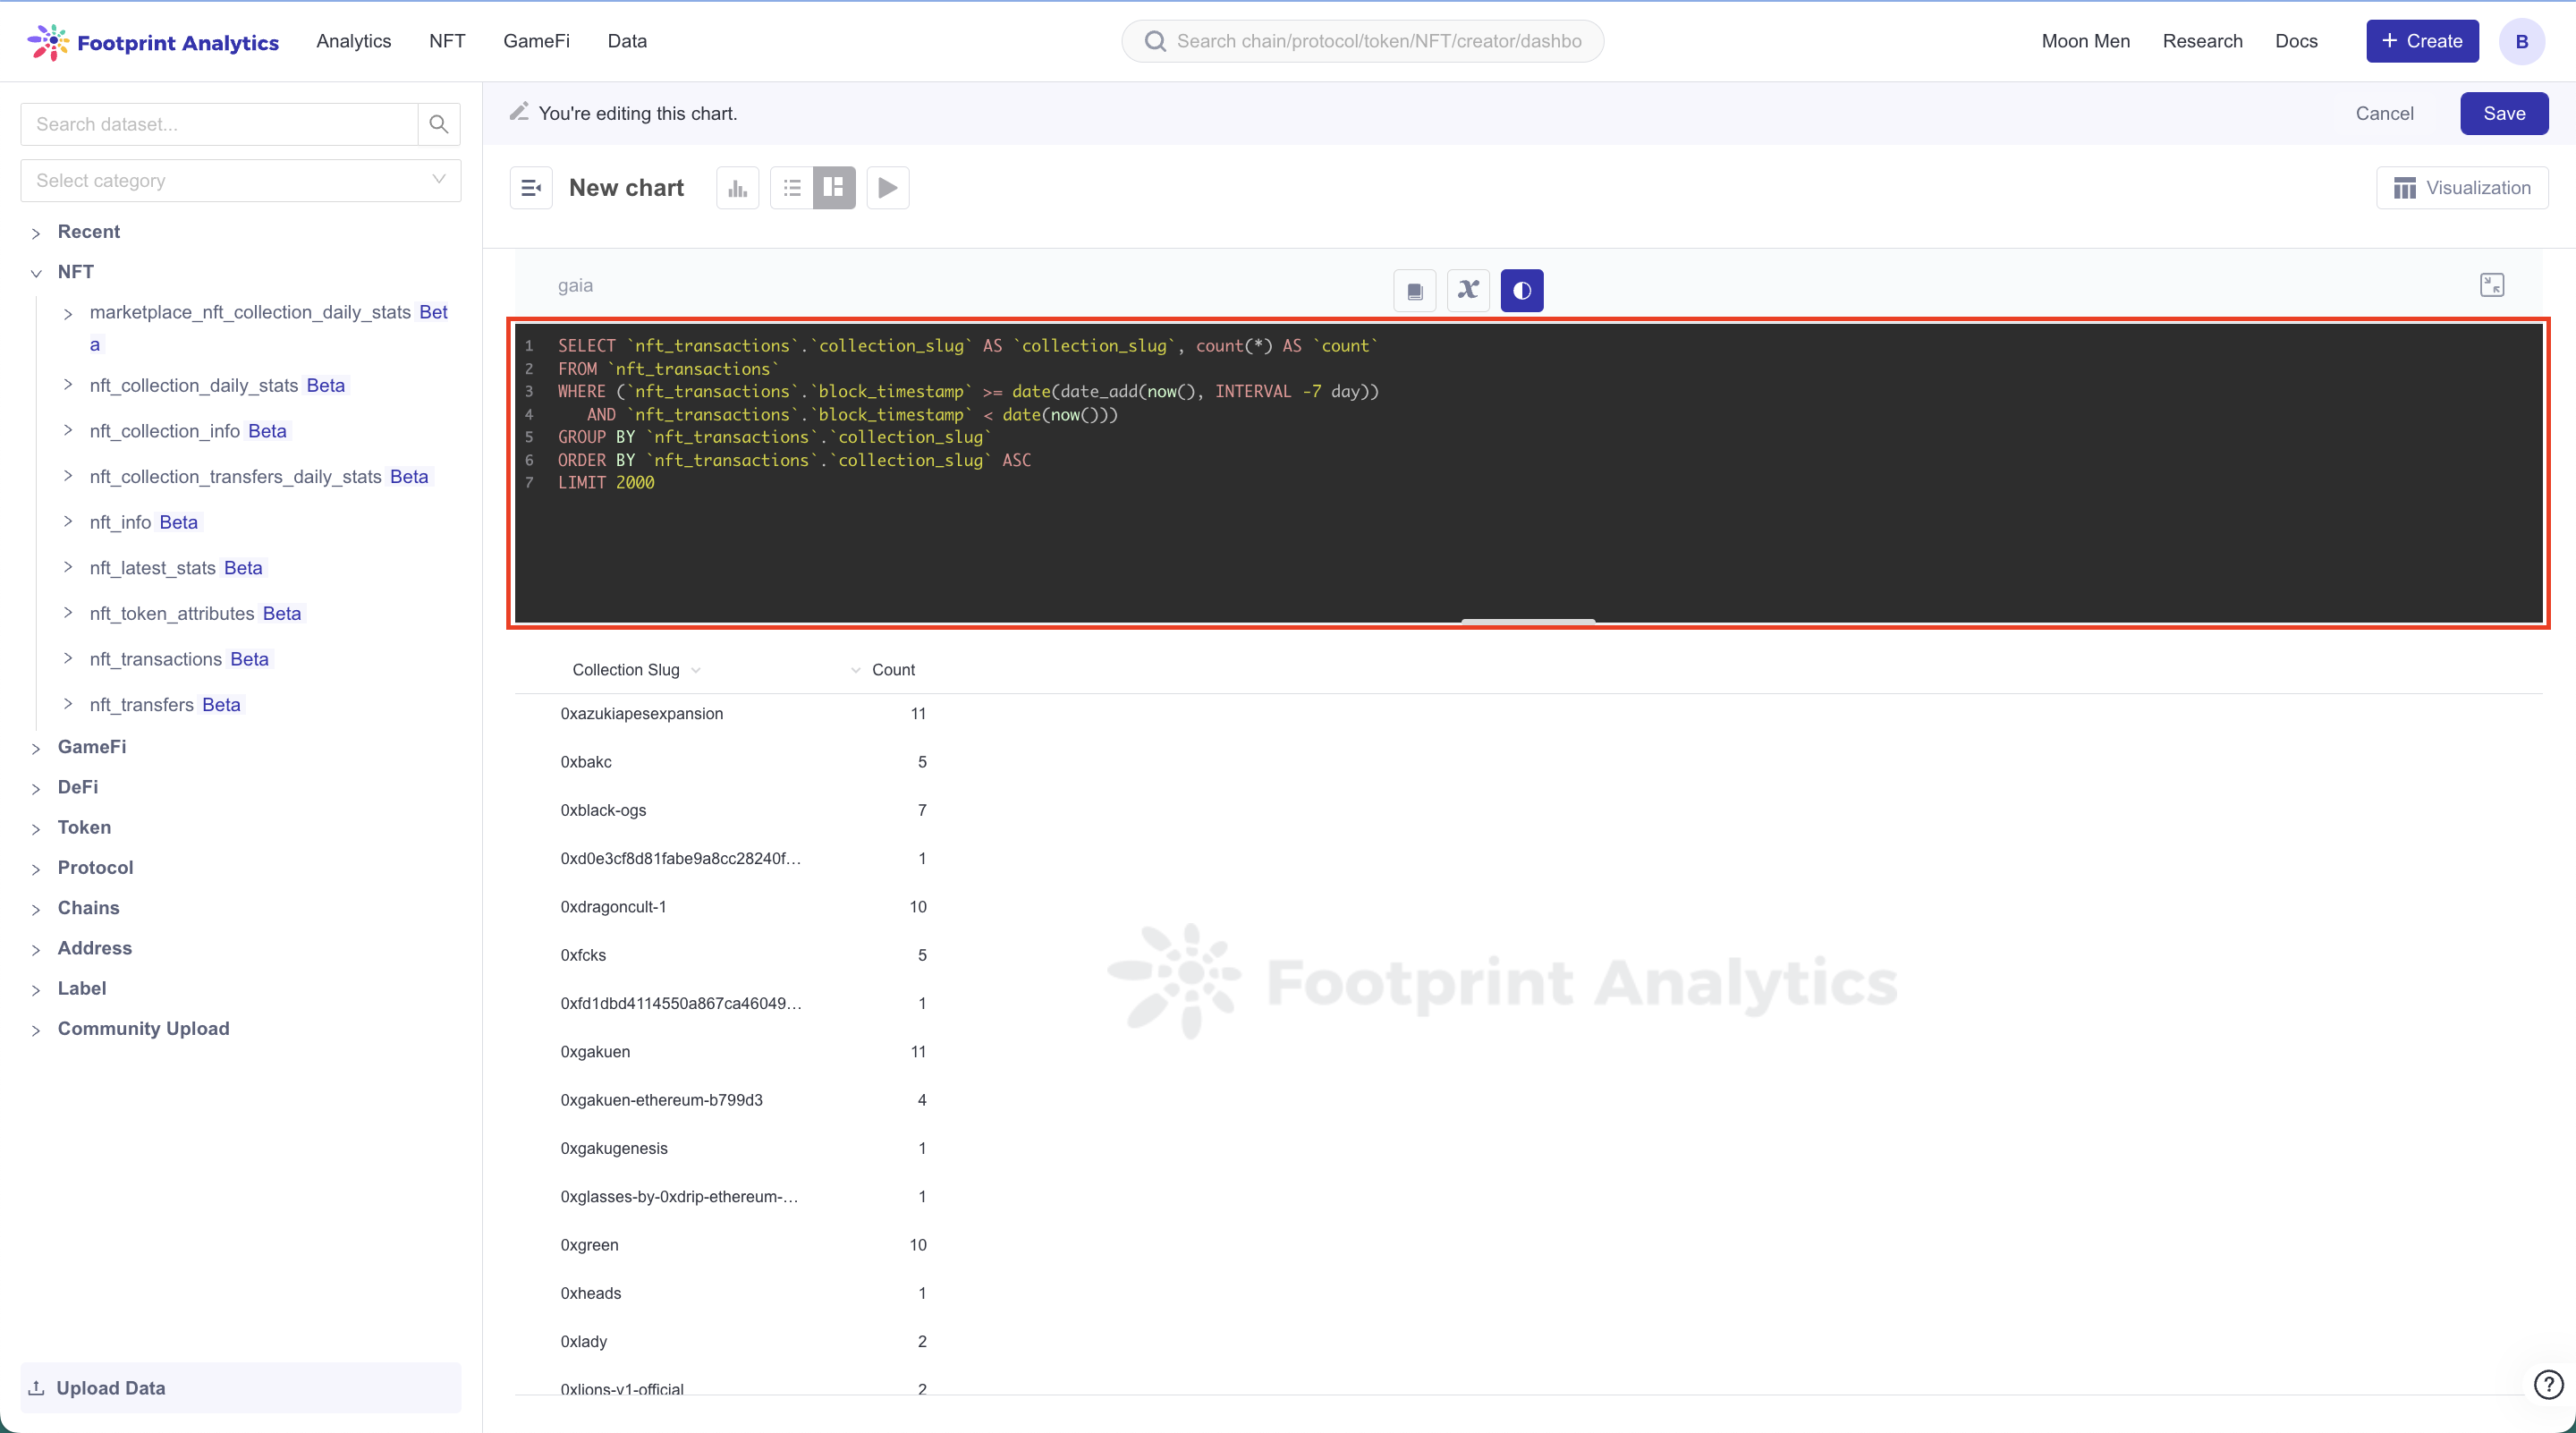 Footprint Analytics
Analytics
NFT
GameFi
Data
Search chain/protocol/token/NFT/creator/dashbo
Moon Men
Research
Docs
+ Create
B
Search dataset...
Select category
Recent
NFT
marketplace_nft_collection_daily_stats Bet
a
nft_collection_daily_stats Beta
nft_collection_info Beta
nft_collection_transfers_daily_stats Beta
nft_info Beta
nft_latest_stats Beta
nft_token_attributes Beta
nft_transactions Beta
nft_transfers Beta
GameFi
DeFi
Token
Protocol
Chains
Address
Label
Community Upload
Upload Data
You're editing this chart.
Cancel
Save
New chart
Visualization
gaia
x
1 SELECT `nft_transactions`.`collection_slug` AS `collection_slug`, count(*) AS `count`
2 FROM `nft_transactions`
3 WHERE (`nft_transactions`.`block_timestamp` >= date(date_add(now(), INTERVAL -7 day))
4    AND `nft_transactions`.`block_timestamp` < date(now()))
5 GROUP BY `nft_transactions`.`collection_slug`
6 ORDER BY `nft_transactions`.`collection_slug` ASC
7 LIMIT 2000
Collection Slug Count
0xazukiapesexpansion 11
0xbakc 5
0xblack-ogs 7
0xd0e3cf8d81fabe9a8cc28240f… 1
0xdragoncult-1 10
0xfcks 5
0xfd1dbd4114550a867ca46049… 1
0xgakuen 11
0xgakuen-ethereum-b799d3 4
0xgakugenesis 1
0xglasses-by-0xdrip-ethereum-… 1
0xgreen 10
0xheads 1
0xlady 2
0xlions-v1-official 2
Footprint Analytics
?